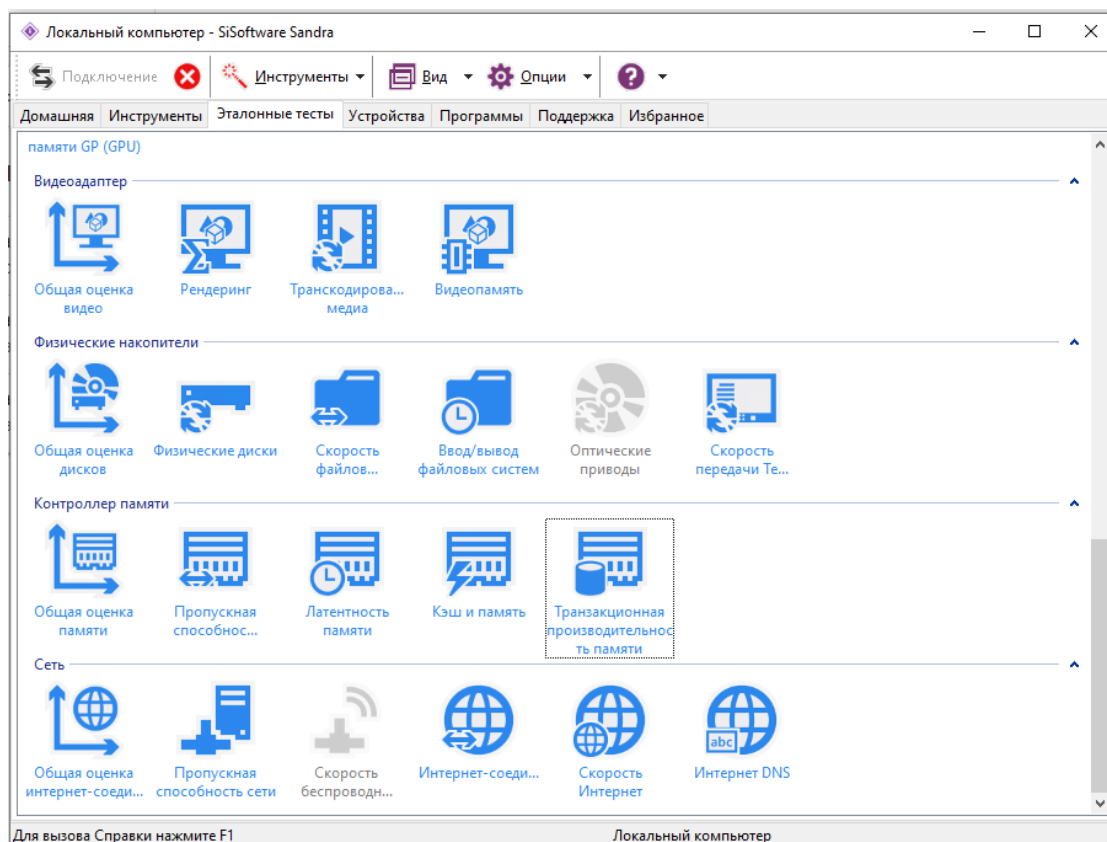 Локальный компьютер - SiSoftware Sandra
Подключение Инструменты Вид Опции
Домашняя Инструменты Эталонные тесты Устройства Программы Поддержка Избранное
памяти GP (GPU)
Видеоадаптер
Общая оценка видео
Рендеринг
Транскодирова... медиа
Видеопамять
Физические накопители
Общая оценка дисков
Физические диски
Скорость файлов...
Ввод/вывод файловых систем
Оптические приводы
Скорость передачи Те...
Контроллер памяти
Общая оценка памяти
Пропускная способнос...
Латентность памяти
Кэш и память
Транзакционная производительнос ть памяти
Сеть
Общая оценка интернет-соеди...
Пропускная способность сети
Скорость беспроводн...
Интернет-соеди...
Скорость Интернет
abc
Интернет DNS
Для вызова Справки нажмите F1
Локальный компьютер